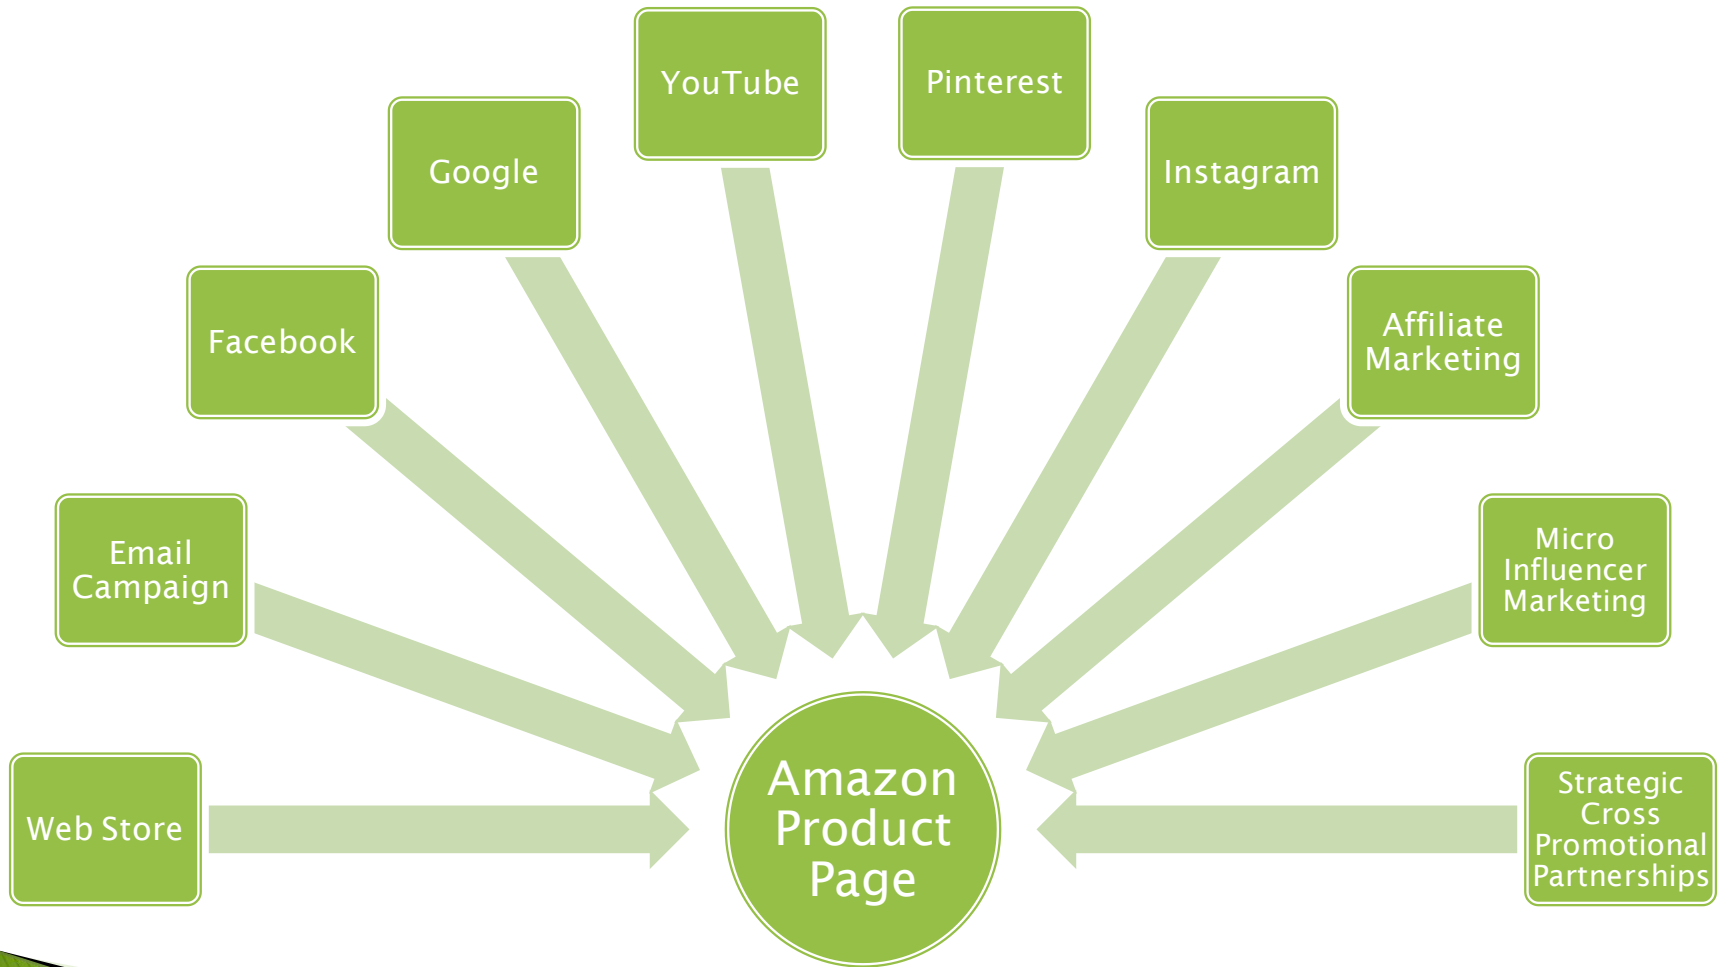 YouTube
Pinterest
Google
Instagram
Facebook
Affiliate
Marketing
Email
Campaign
Micro
Influencer
Marketing
Web Store
Amazon
Product
Page
Strategic
Cross
Promotional
Partnerships